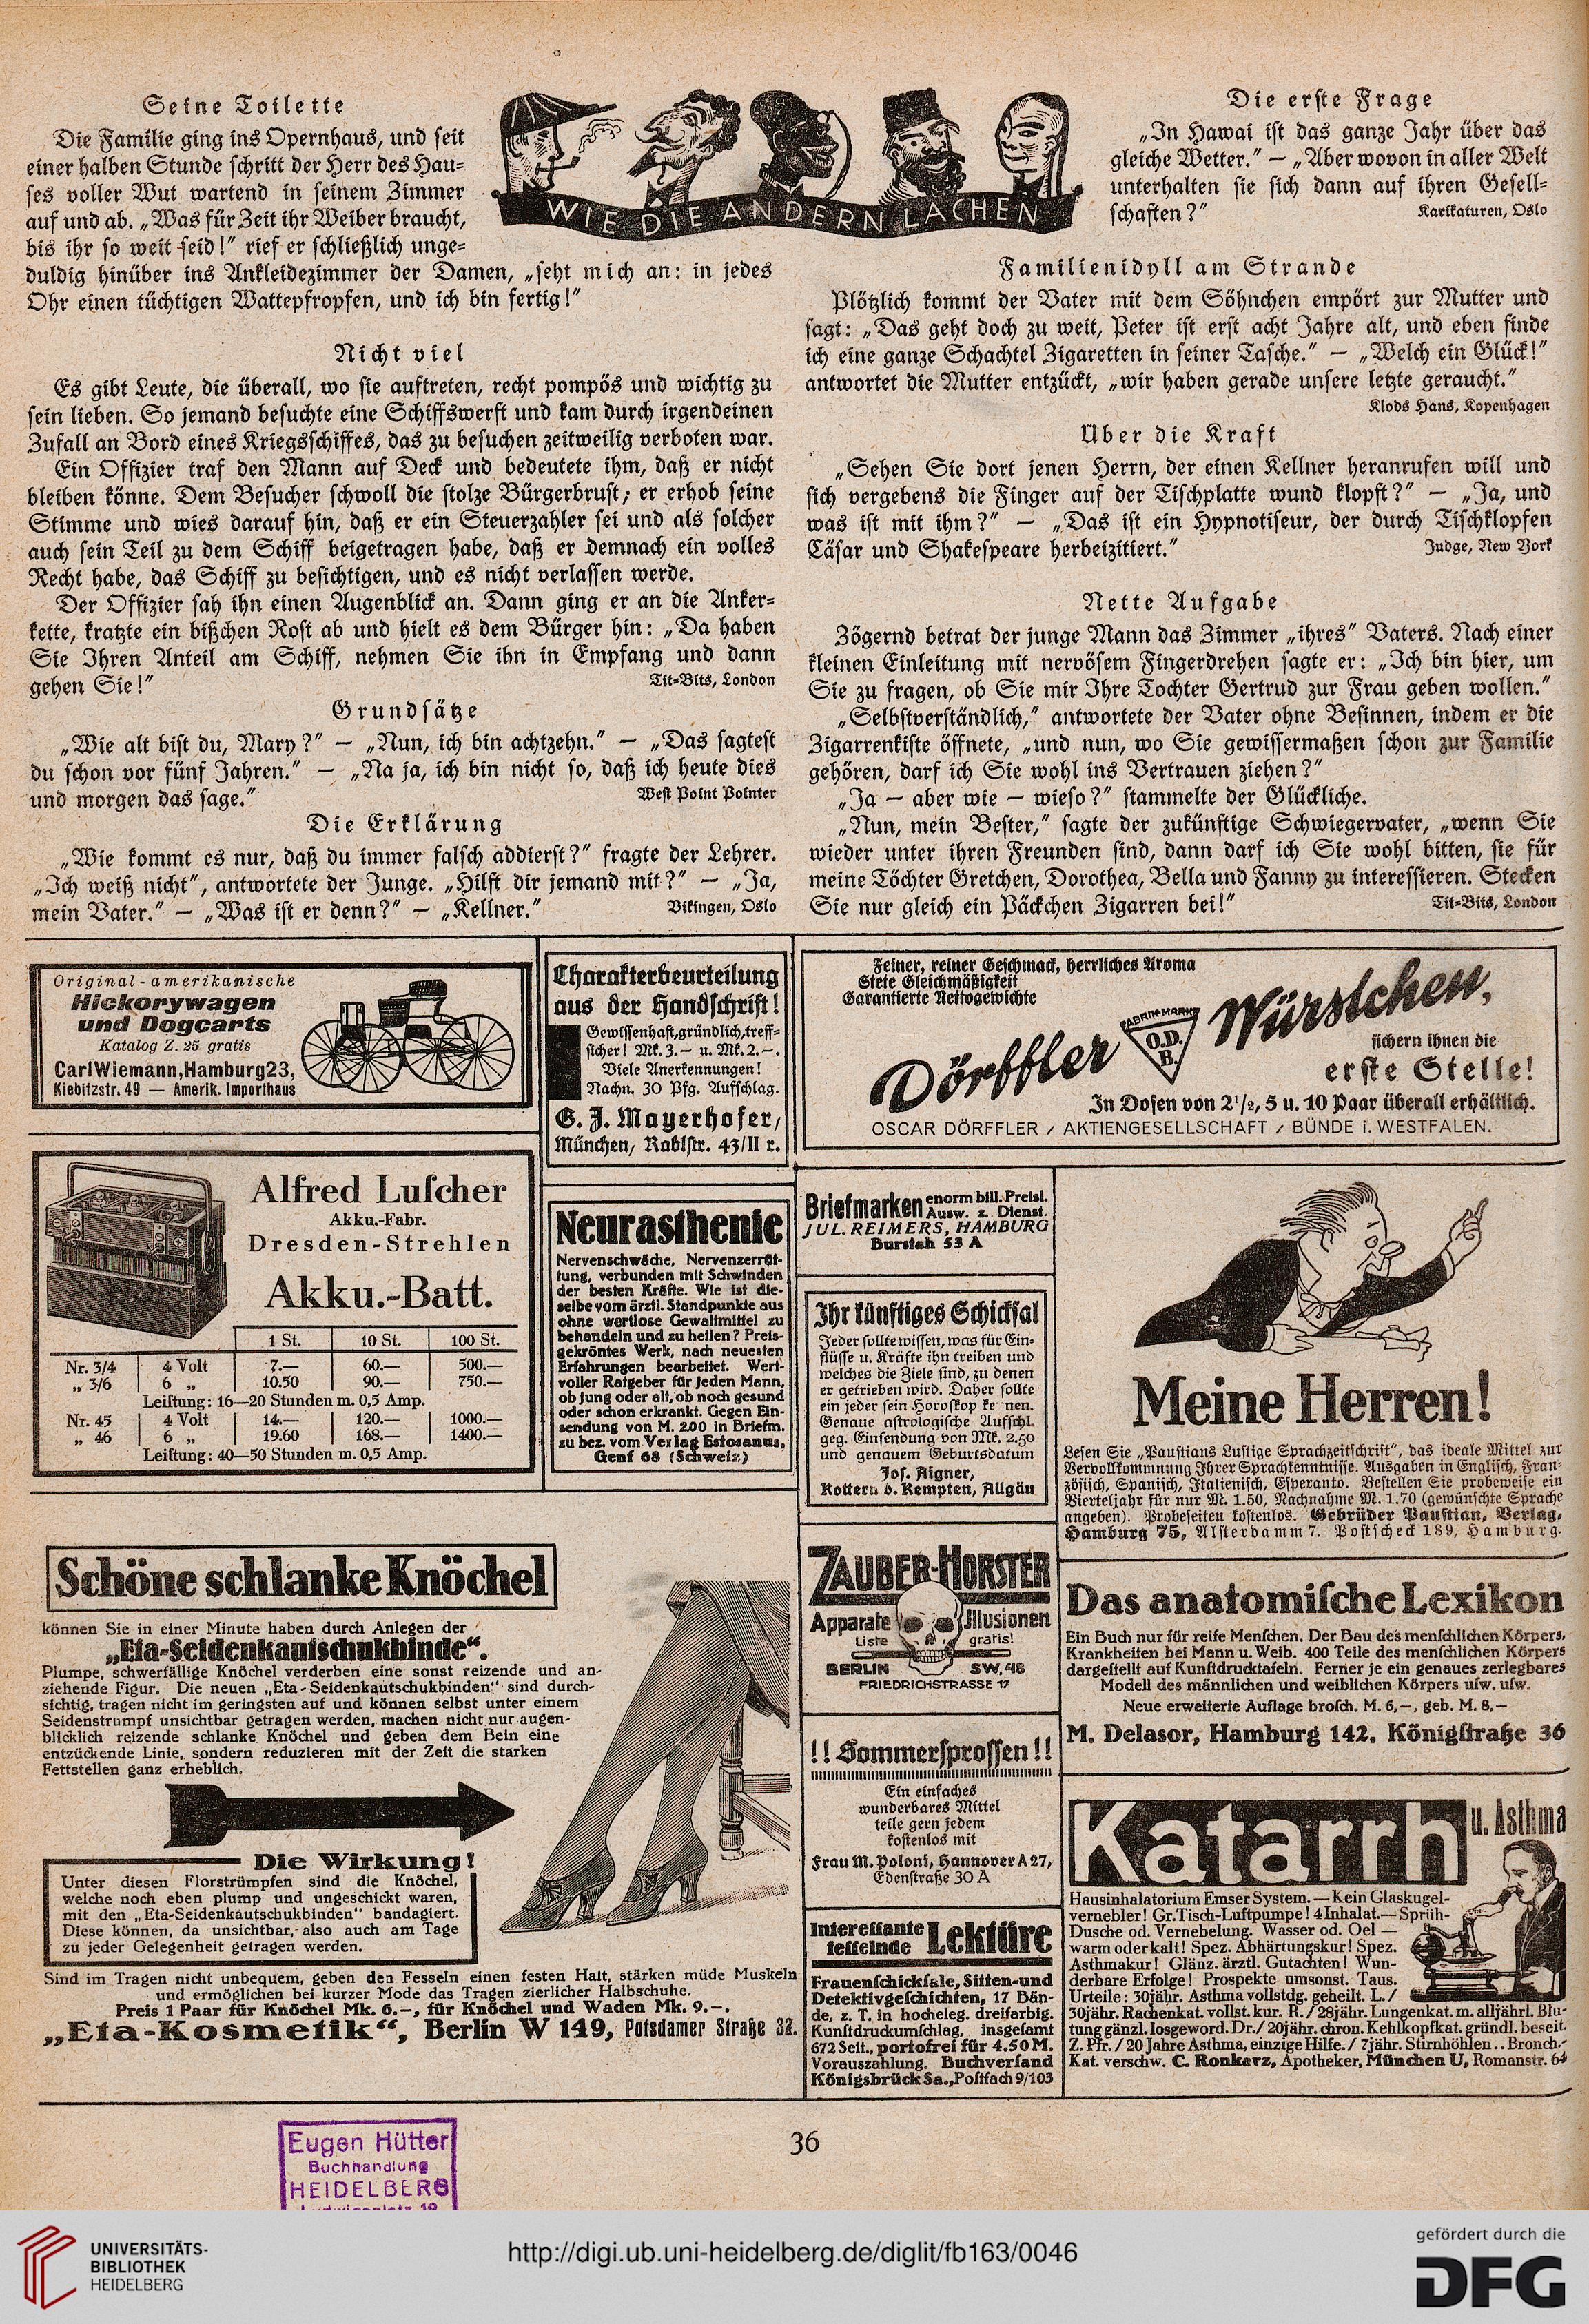 Seine Toilette
Die Familie ging ins Opernhaus, und seit
einer halben Stunde schritt der Herr des Hau-
ses voller Wut wartend in seinem Zimmer
auf und ab. „Was für Zeit ihr Weiber braucht,
bis ihr so weit seid!" rief er schließlich unge-
duldig hinüber ins Ankleidezimmer der Damen, „seht mich an: in jedes
Ohr einen tüchtigen Wattepfropfen, und ich bin fertig!"
Nicht viel
Es gibt Leute, die überall, wo sie auftreten, recht pompös und wichtig zu
sein lieben. So jemand besuchte eine Schiffswerft und kam durch irgendeinen
Zufall an Bord eines Kriegsschiffes, das zu besuchen zeitweilig verboten war.
Ein Offizier traf den Mann auf Deck und bedeutete ihm, daß er nicht
bleiben könne. Dem Besucher schwoll die stolze Bürgerbrust; er erhob seine
Stimme und wies darauf hin, daß er ein Steuerzahler sei und als solcher
auch sein Teil zu dem Schiff beigetragen habe, daß er demnach ein volles
Recht habe, das Schiff zu besichtigen, und es nicht verlassen werde.
Der Offizier sah ihn einen Augenblick an. Dann ging er an die Anker-
kette, kratzte ein bißchen Rost ab und hielt es dem Bürger hin: „Da haben
Sie Ihren Anteil am Schiff, nehmen Sie ihn in Empfang und dann
gehen Sie!" Tit-Bits, London
Grundsätze
„Wie alt bist du, Mary?" — „Nun, ich bin achtzehn." — „Das sagtest
du schon vor fünf Jahren." — „Na ja, ich bin nicht so, daß ich heute dies
und morgen das sage." West Point Pointer
Die Erklärung
„Wie kommt es nur, daß du immer falsch addierst?" fragte der Lehrer.
„Ich weiß nicht", antwortete der Junge. „Hilft dir jemand mit?" — „Ja,
mein Vater." — „Was ist er denn?" — „Kellner." Vikingen, Oslo
WIE DIE ANDERN LACHEN
Die erste Frage
„In Hawai ist das ganze Jahr über das
gleiche Wetter." — „Aber wovon in aller Welt
unterhalten sie sich dann auf ihren Gesell-
schaften?" Karikaturen, Oslo
Familienidyll am Strande
Plötzlich kommt der Vater mit dem Söhnchen empört zur Mutter und
sagt: „Das geht doch zu weit, Peter ist erst acht Jahre alt, und eben finde
ich eine ganze Schachtel Zigaretten in seiner Tasche." — „Welch ein Glück!"
antwortet die Mutter entzückt, „wir haben gerade unsere letzte geraucht."
Klods Hans, Kopenhagen
Über die Kraft
„Sehen Sie dort jenen Herrn, der einen Kellner heranrufen will und
sich vergebens die Finger auf der Tischplatte wund klopft?" — „Ja, und
was ist mit ihm?" — „Das ist ein Hypnotiseur, der durch Tischklopfen
Cäsar und Shakespeare herbeizitiert." Judge, New York
Nette Aufgabe
Zögernd betrat der junge Mann das Zimmer „ihres" Vaters. Nach einer
kleinen Einleitung mit nervösem Fingerdrehen sagte er: „Ich bin hier, um
Sie zu fragen, ob Sie mir Ihre Tochter Gertrud zur Frau geben wollen."
„Selbstverständlich," antwortete der Vater ohne Besinnen, indem er die
Zigarrenkiste öffnete, „und nun, wo Sie gewissermaßen schon zur Familie
gehören, darf ich Sie wohl ins Vertrauen ziehen?"
„Ja — aber wie — wieso?" stammelte der Glückliche.
„Nun, mein Bester," sagte der zukünftige Schwiegervater, „wenn Sie
wieder unter ihren Freunden sind, dann darf ich Sie wohl bitten, sie für
meine Töchter Gretchen, Dorothea, Bella und Fanny zu interessieren. Stecken
Sie nur gleich ein Päckchen Zigarren bei!" Tit-Bits, London
Original-amerikanische
Hickorywagen
und Dogcarts
Katalog Z. 25 gratis
Carl Wiemann, Hamburg 23,
Kiebitzstr. 49 — Amerik. Importhaus
Charakterbeurteilung
aus der Handschrift!
Gewissenhaft, gründlich, treff-
sicher! Mk. 3.— u. Mk. 2.—.
Viele Anerkennungen!
Nachn. 30 Pfg. Aufschlag.
G. J. Mayerhofer,
München, Rablstr. 43/II r.
Feiner, reiner Geschmack, herrliches Aroma
Stete Gleichmäßigkeit
Garantierte Nettogewichte
Dörffler
FABRIK-MARKE
O.D.
B.
Würstchen,
sichern ihnen die
erste Stelle!
In Dosen von 2½, 5 u. 10 Paar überall erhältlich.
OSCAR DÖRFFLER / AKTIENGESELLSCHAFT / BÜNDE i. WESTFALEN.
Alfred Luscher
Akku.-Fabr.
Dresden-Strehlen
Akku.-Batt.
1 St. 10 St. 100 St.
Nr. 3/4 4 Volt 7.— 60.— 500.—
„ 3/6 6 „ 10.50 90.— 750.—
Leistung: 16—20 Stunden m. 0,5 Amp.
Nr. 45 4 Volt 14.— 120.— 1000.—
„ 46 6 „ 19.60 168.— 1400.—
Leistung: 40—50 Stunden m. 0,5 Amp.
Neurasthenie
Nervenschwäche, Nervenzerrüt-
tung, verbunden mit Schwinden
der besten Kräfte. Wie ist die-
selbe vom ärztl. Standpunkte aus
ohne wertlose Gewaltmittel zu
behandeln und zu heilen? Preis-
gekröntes Werk, nach neuesten
Erfahrungen bearbeitet. Wert-
voller Ratgeber für jeden Mann,
ob jung oder alt, ob noch gesund
oder schon erkrankt. Gegen Ein-
sendung von M. 2.00 in Briefm.
zu bez. vom Verlag Estosanus,
Genf 68 (Schweiz)
Briefmarken enorm bill. Preisl.
Ausw. z. Dienst.
JUL. REIMERS, HAMBURG
Burstah 53 A
Ihr künftiges Schicksal
Jeder sollte wissen, was für Ein-
flüsse u. Kräfte ihn treiben und
welches die Ziele sind, zu denen
er getrieben wird. Daher sollte
ein jeder sein Horoskop ke nen.
Genaue astrologische Aufschl.
geg. Einsendung von Mk. 2.50
und genauem Geburtsdatum
Jos. Aigner,
Kottern b. Kempten, Allgäu
Meine Herren!
Lesen Sie „Paustians Lustige Sprachzeitschrift", das ideale Mittel zur
Vervollkommnung Ihrer Sprachkenntnisse. Ausgaben in Englisch, Fran-
zösisch, Spanisch, Italienisch, Esperanto. Bestellen Sie probeweise ein
Vierteljahr für nur M. 1.50, Nachnahme M. 1.70 (gewünschte Sprache
angeben). Probeseiten kostenlos. Gebrüder Paustian, Verlag,
Hamburg 75, Alsterdamm 7. Postscheck 189, Hamburg.
Schöne schlanke Knöchel
können Sie in einer Minute haben durch Anlegen der
„Eta-Seidenkautschukbinde".
Plumpe, schwerfällige Knöchel verderben eine sonst reizende und an-
ziehende Figur. Die neuen „Eta-Seidenkautschukbinden" sind durch-
sichtig, tragen nicht im geringsten auf und können selbst unter einem
Seidenstrumpf unsichtbar getragen werden, machen nicht nur augen-
blicklich reizende schlanke Knöchel und geben dem Bein eine
entzückende Linie, sondern reduzieren mit der Zeit die starken
Fettstellen ganz erheblich.
Die Wirkung!
Unter diesen Florstrümpfen sind die Knöchel,
welche noch eben plump und ungeschickt waren,
mit den „Eta-Seidenkautschukbinden" bandagiert.
Diese können, da unsichtbar, also auch am Tage
zu jeder Gelegenheit getragen werden.
Sind im Tragen nicht unbequem, geben den Fesseln einen festen Halt, stärken müde Muskeln
und ermöglichen bei kurzer Mode das Tragen zierlicher Halbschuhe.
Preis 1 Paar für Knöchel Mk. 6.—, für Knöchel und Waden Mk. 9.—.
„Eta-Kosmetik", Berlin W 149, Potsdamer Straße 32.
ZAUBER-HORSTER
Apparate Illusionen
Liste gratis!
BERLIN SW. 48
FRIEDRICHSTRASSE 17
!! Sommersprossen !!
Ein einfaches
wunderbares Mittel
teile gern jedem
kostenlos mit
Frau M. Poloni, Hannover A 27,
Edenstraße 30 A
Interessante
fesselnde Lektüre
Frauenschicksale, Sitten- und
Detektivgeschichten, 17 Bän-
de, z. T. in hocheleg. dreifarbig.
Kunstdruckumschlag, insgesamt
672 Seit., portofrei für 4.50 M.
Vorauszahlung. Buchversand
Königsbrück Sa., Postfach 9/103
Das anatomische Lexikon
Ein Buch nur für reife Menschen. Der Bau des menschlichen Körpers,
Krankheiten bei Mann u. Weib. 400 Teile des menschlichen Körpers
dargestellt auf Kunstdrucktafeln. Ferner je ein genaues zerlegbares
Modell des männlichen und weiblichen Körpers usw. usw.
Neue erweiterte Auflage brosch. M. 6,—, geb. M. 8,—
M. Delasor, Hamburg 142, Königstraße 36
Katarrh u. Asthma
Hausinhalatorium Emser System. — Kein Glaskugel-
vernebler! Gr. Tisch-Luftpumpe! 4 Inhalat.— Sprüh-
Dusche od. Vernebelung. Wasser od. Oel —
warm oder kalt! Spez. Abhärtungskur! Spez.
Asthmakur! Glänz. ärztl. Gutachten! Wun-
derbare Erfolge! Prospekte umsonst. Taus.
Urteile: 30jähr. Asthma vollstdg. geheilt. L. /
30jähr. Rachenkat. vollst. kur. R. / 28jähr. Lungenkat. m. alljährl. Blu-
tung gänzl. losgeword. Dr. / 20jähr. chron. Kehlkopfkat. gründl. beseit.
Z. Pfr. / 20 Jahre Asthma, einzige Hilfe. / 7jähr. Stirnhöhlen.. Bronch.-
Kat. verschw. C. Ronkarz, Apotheker, München U, Romanstr. 64
36
Eugen Hütter
Buchhandlung
HEIDELBERG
UNIVERSITÄTS-
BIBLIOTHEK
HEIDELBERG
http://digi.ub.uni-heidelberg.de/diglit/fb163/0046
gefördert durch die
DFG